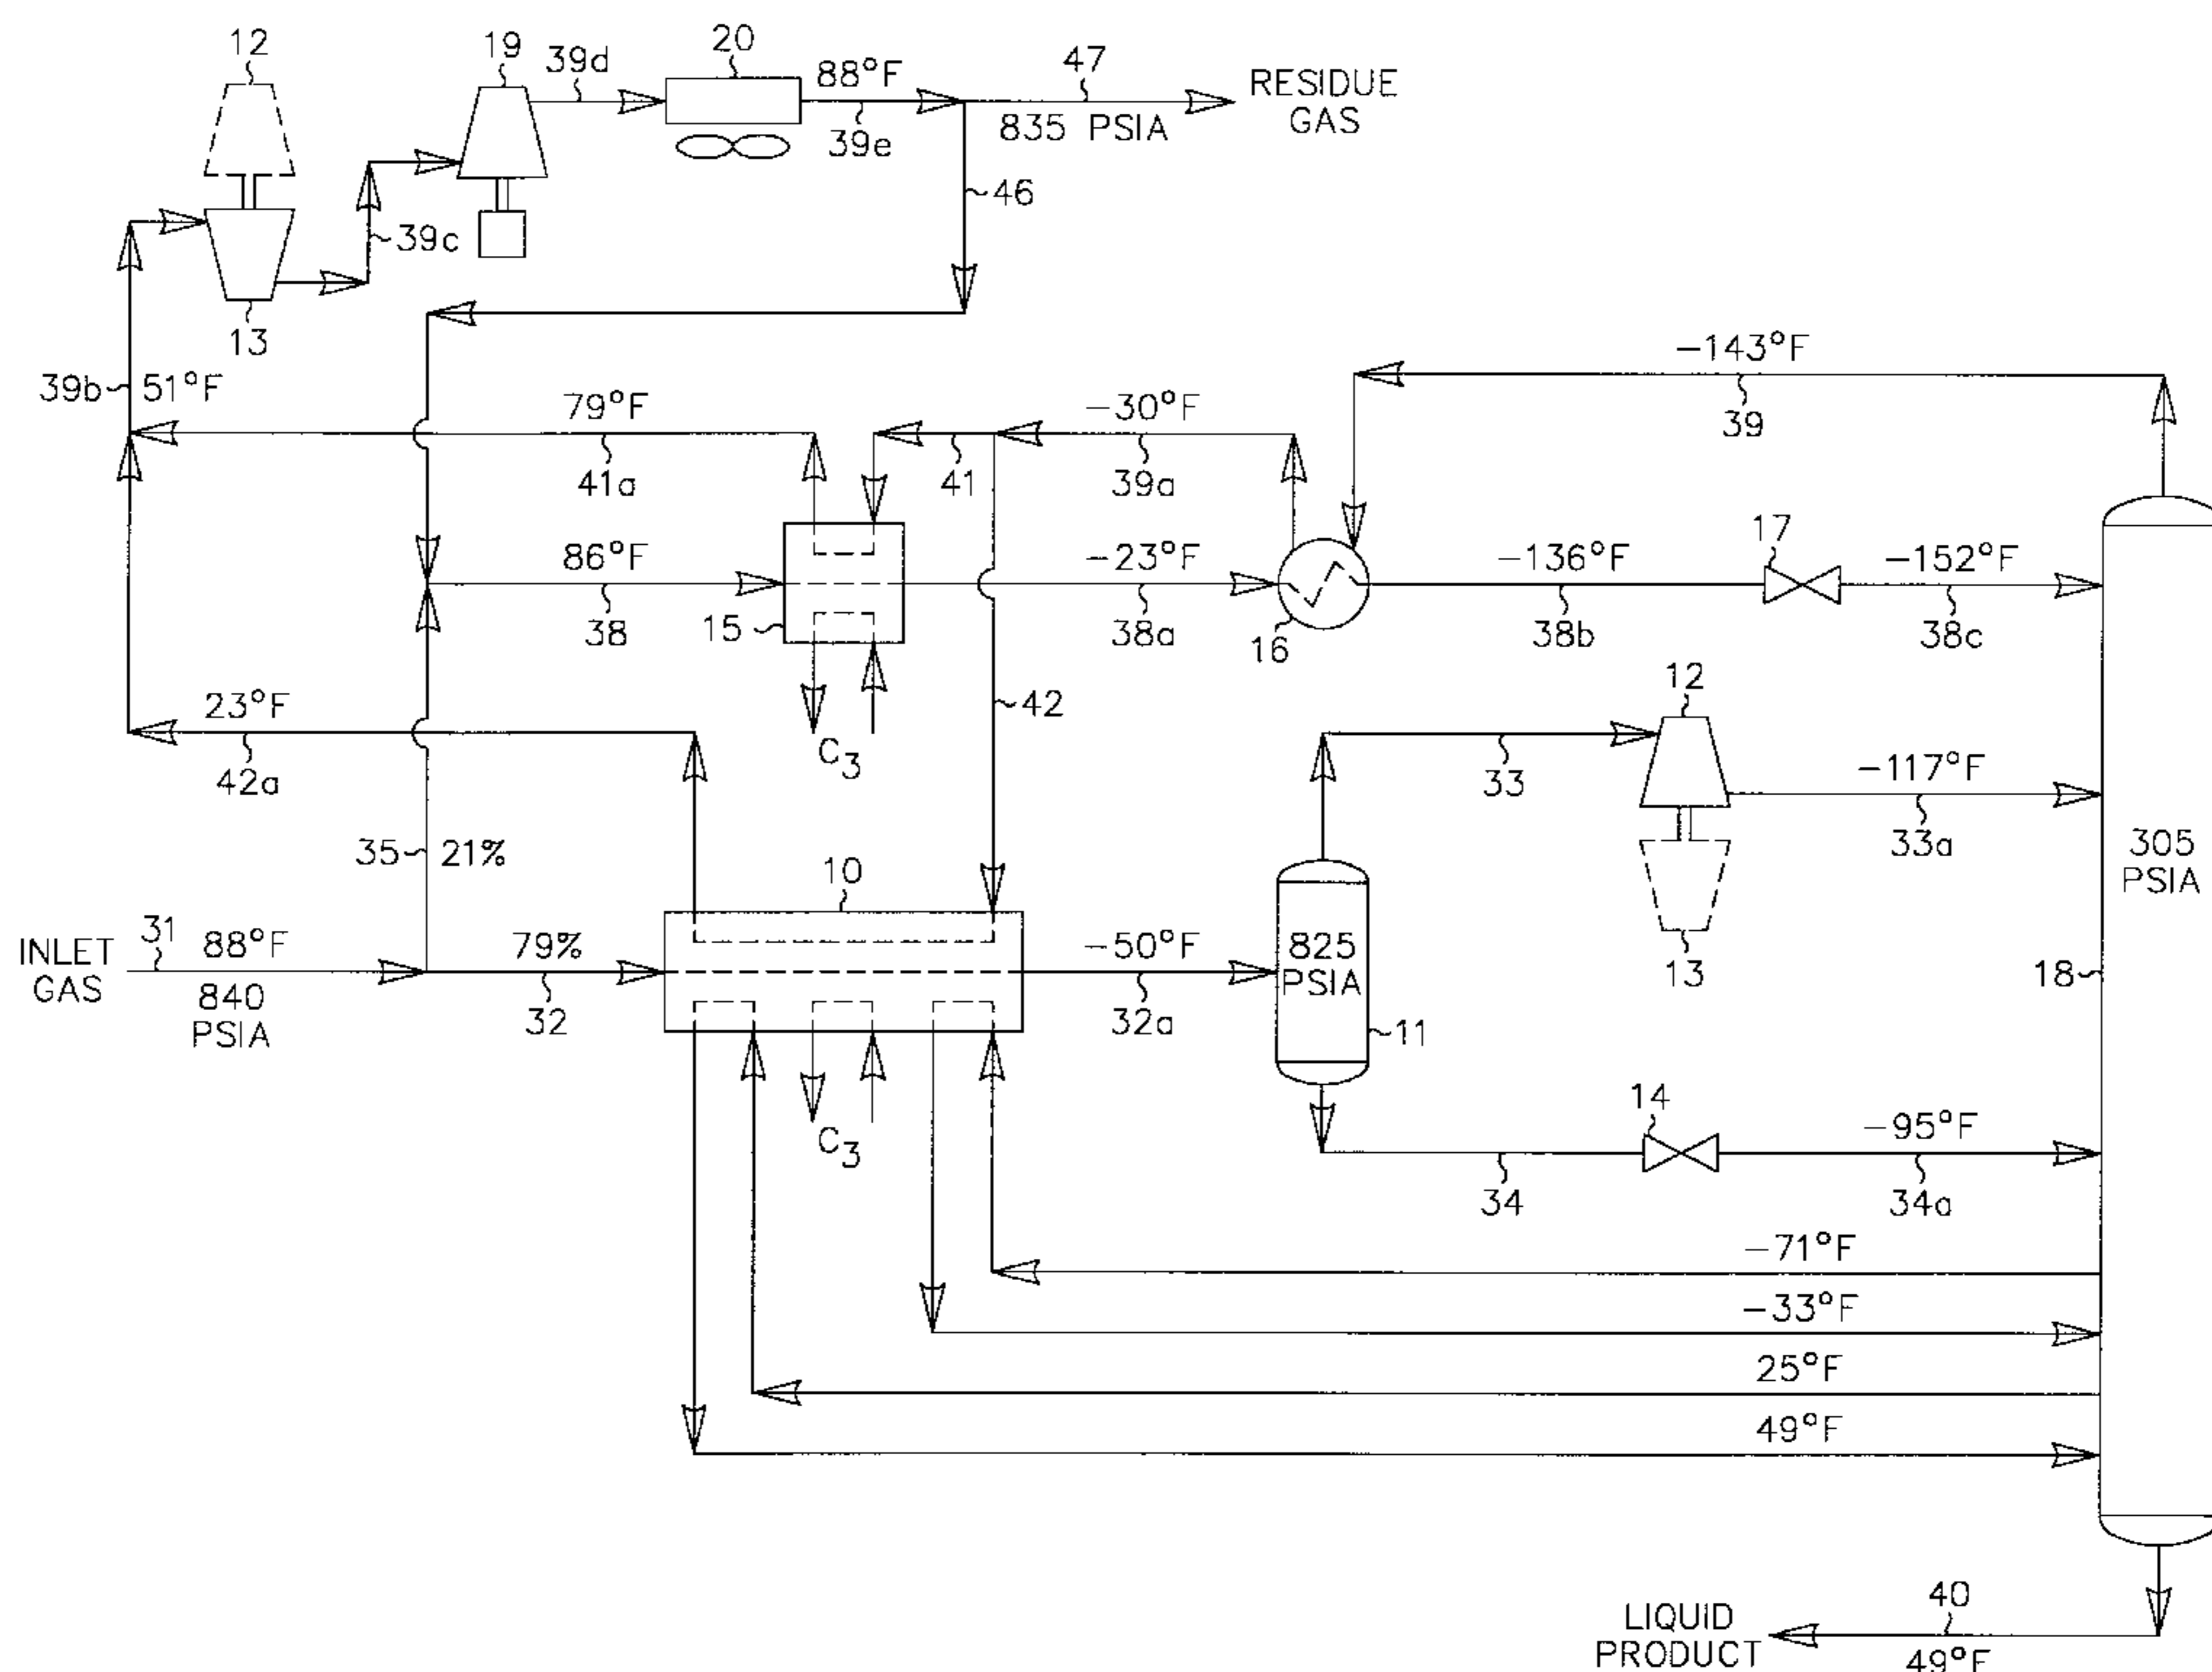 12
19
39d
20
88°F
47
RESIDUE
GAS
39e
835 PSIA
46
39c
13
−143°F
39
39b
51°F
79°F
−30°F
41a
41
39a
17
86°F
−23°F
−136°F
−152°F
38
15
38a
16
38b
38c
12
23°F
42
−117°F
42a
C3
33
33a
35
21%
10
305
PSIA
31
88°F
79%
−50°F
825
PSIA
13
18
INLET
GAS
840
PSIA
32
32a
11
C3
14
−95°F
34
34a
−71°F
−33°F
25°F
49°F
40
LIQUID
PRODUCT
49°F